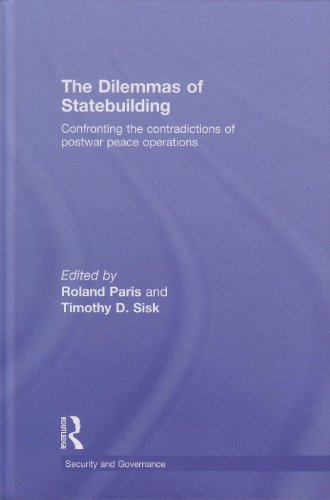 The Dilemmas of
Statebuilding
Confronting the contradictions of
postwar peace operations
Edited by
Roland Paris and
Timothy D. Sisk
ROUTLEDGE
Security and Governance